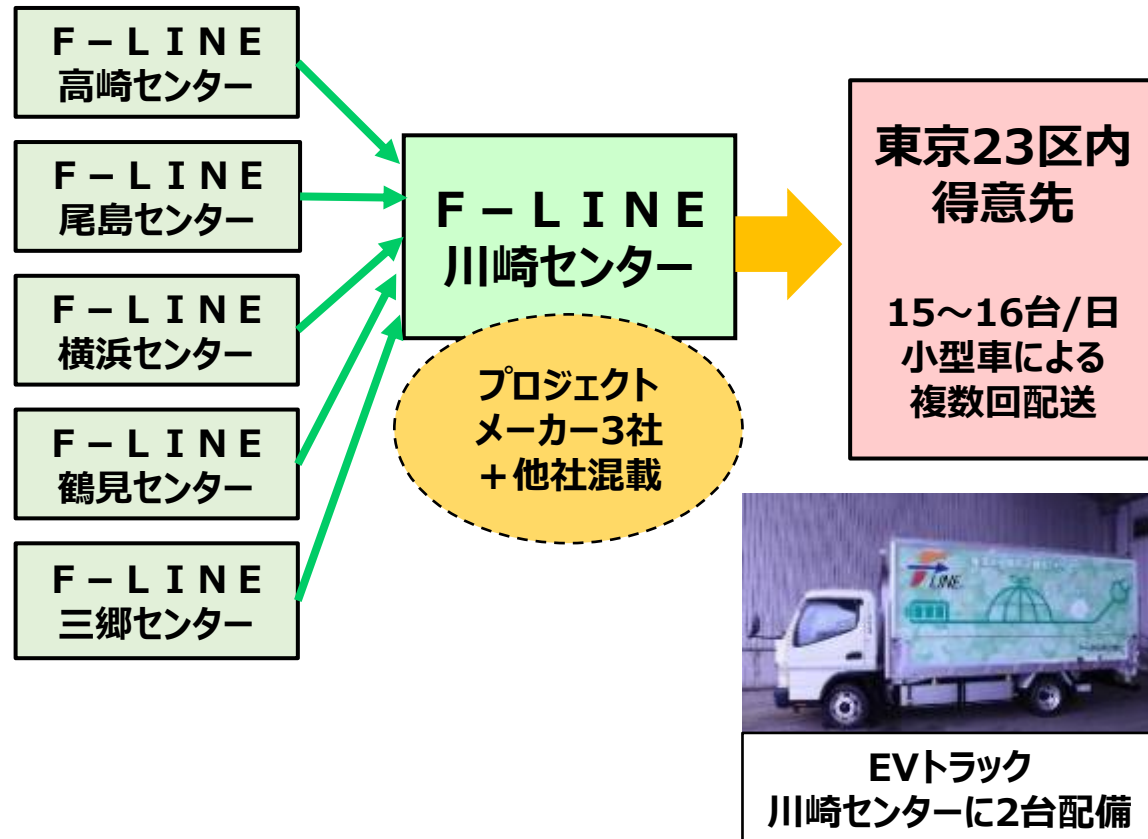 F－LINE
高崎センター
F－LINE
尾島センター
F－LINE
横浜センター
F－LINE
鶴見センター
F－LINE
三郷センター
F－LINE
川崎センター
プロジェクト
メーカー3社
＋他社混載
東京23区内
得意先
15～16台/日
小型車による
複数回配送
LINE
EVトラック
川崎センターに2台配備